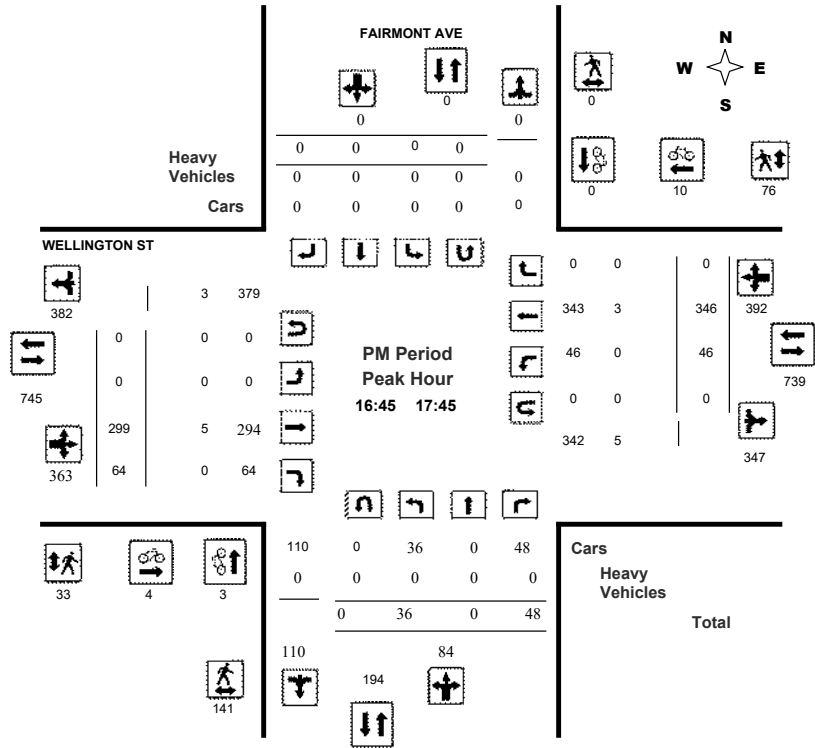 FAIRMONT AVE
N
W E
S
0
0
0 0
0
0 0 0 0
Heavy
Vehicles
0 0 0 0 0
0 10 76
Cars
0 0 0 0 0
WELLINGTON ST
0 0 0
3 379
382
343 3 346 392
0 0 0
PM Period
Peak Hour
16:45 17:45
46 0 46
739
0 0 0
745
0 0 0
299 5 294
342 5
347
363
64 0 64
110 0 36 0 48
Cars
0 0 0 0 0
Heavy
Vehicles
33 4 3
0 36 0 48
Total
110 84
194
141